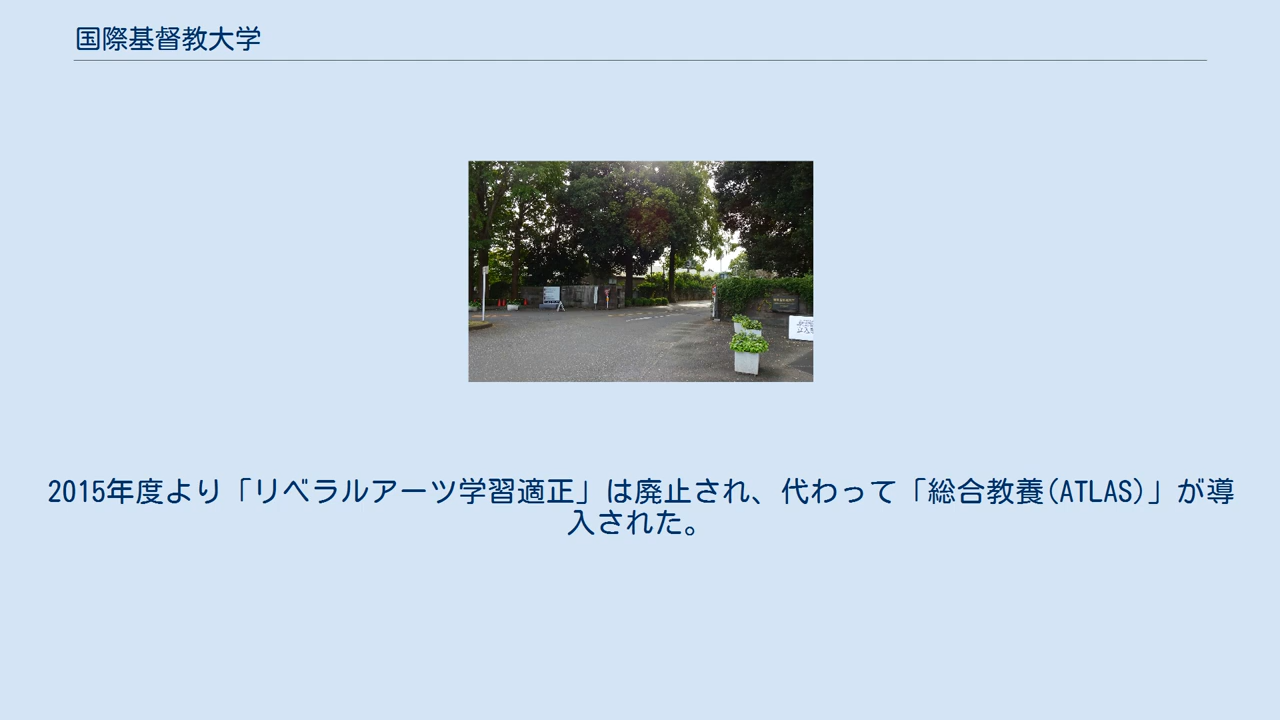 国際基督教大学
2015年度より「リベラルアーツ学習適正」は廃止され、代わって「総合教養(ATLAS)」が導
入された。